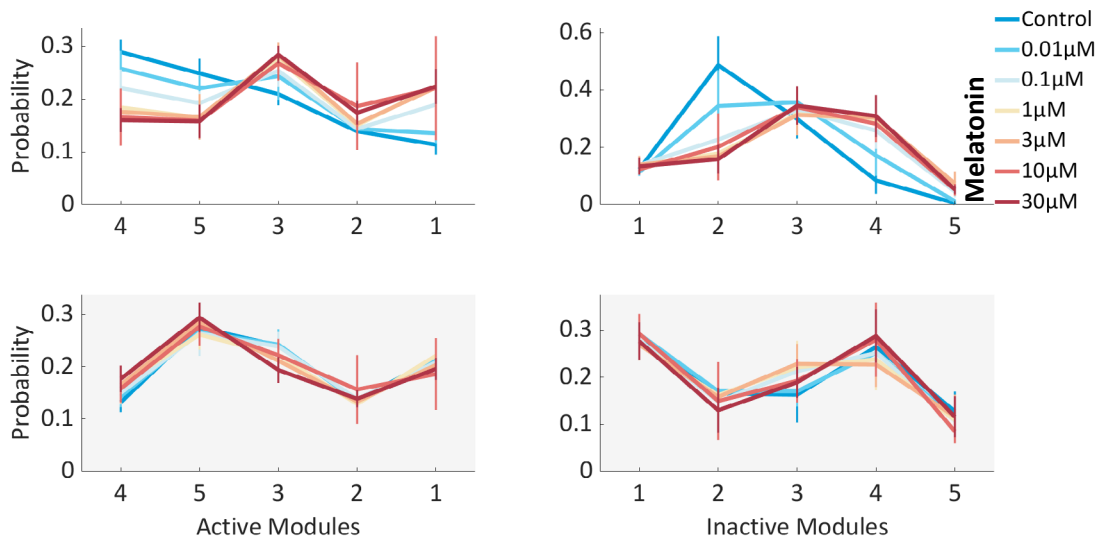 Probability
0.3
0.2
0.1
0
4 5 3 2 1
0.6
0.4
0.2
0
1 2 3 4 5
Melatonin
Control
0.01μM
0.1μM
1μM
3μM
10μM
30μM
Probability
0.3
0.2
0.1
0
4 5 3 2 1
Active Modules
0.3
0.2
0.1
0
1 2 3 4 5
Inactive Modules